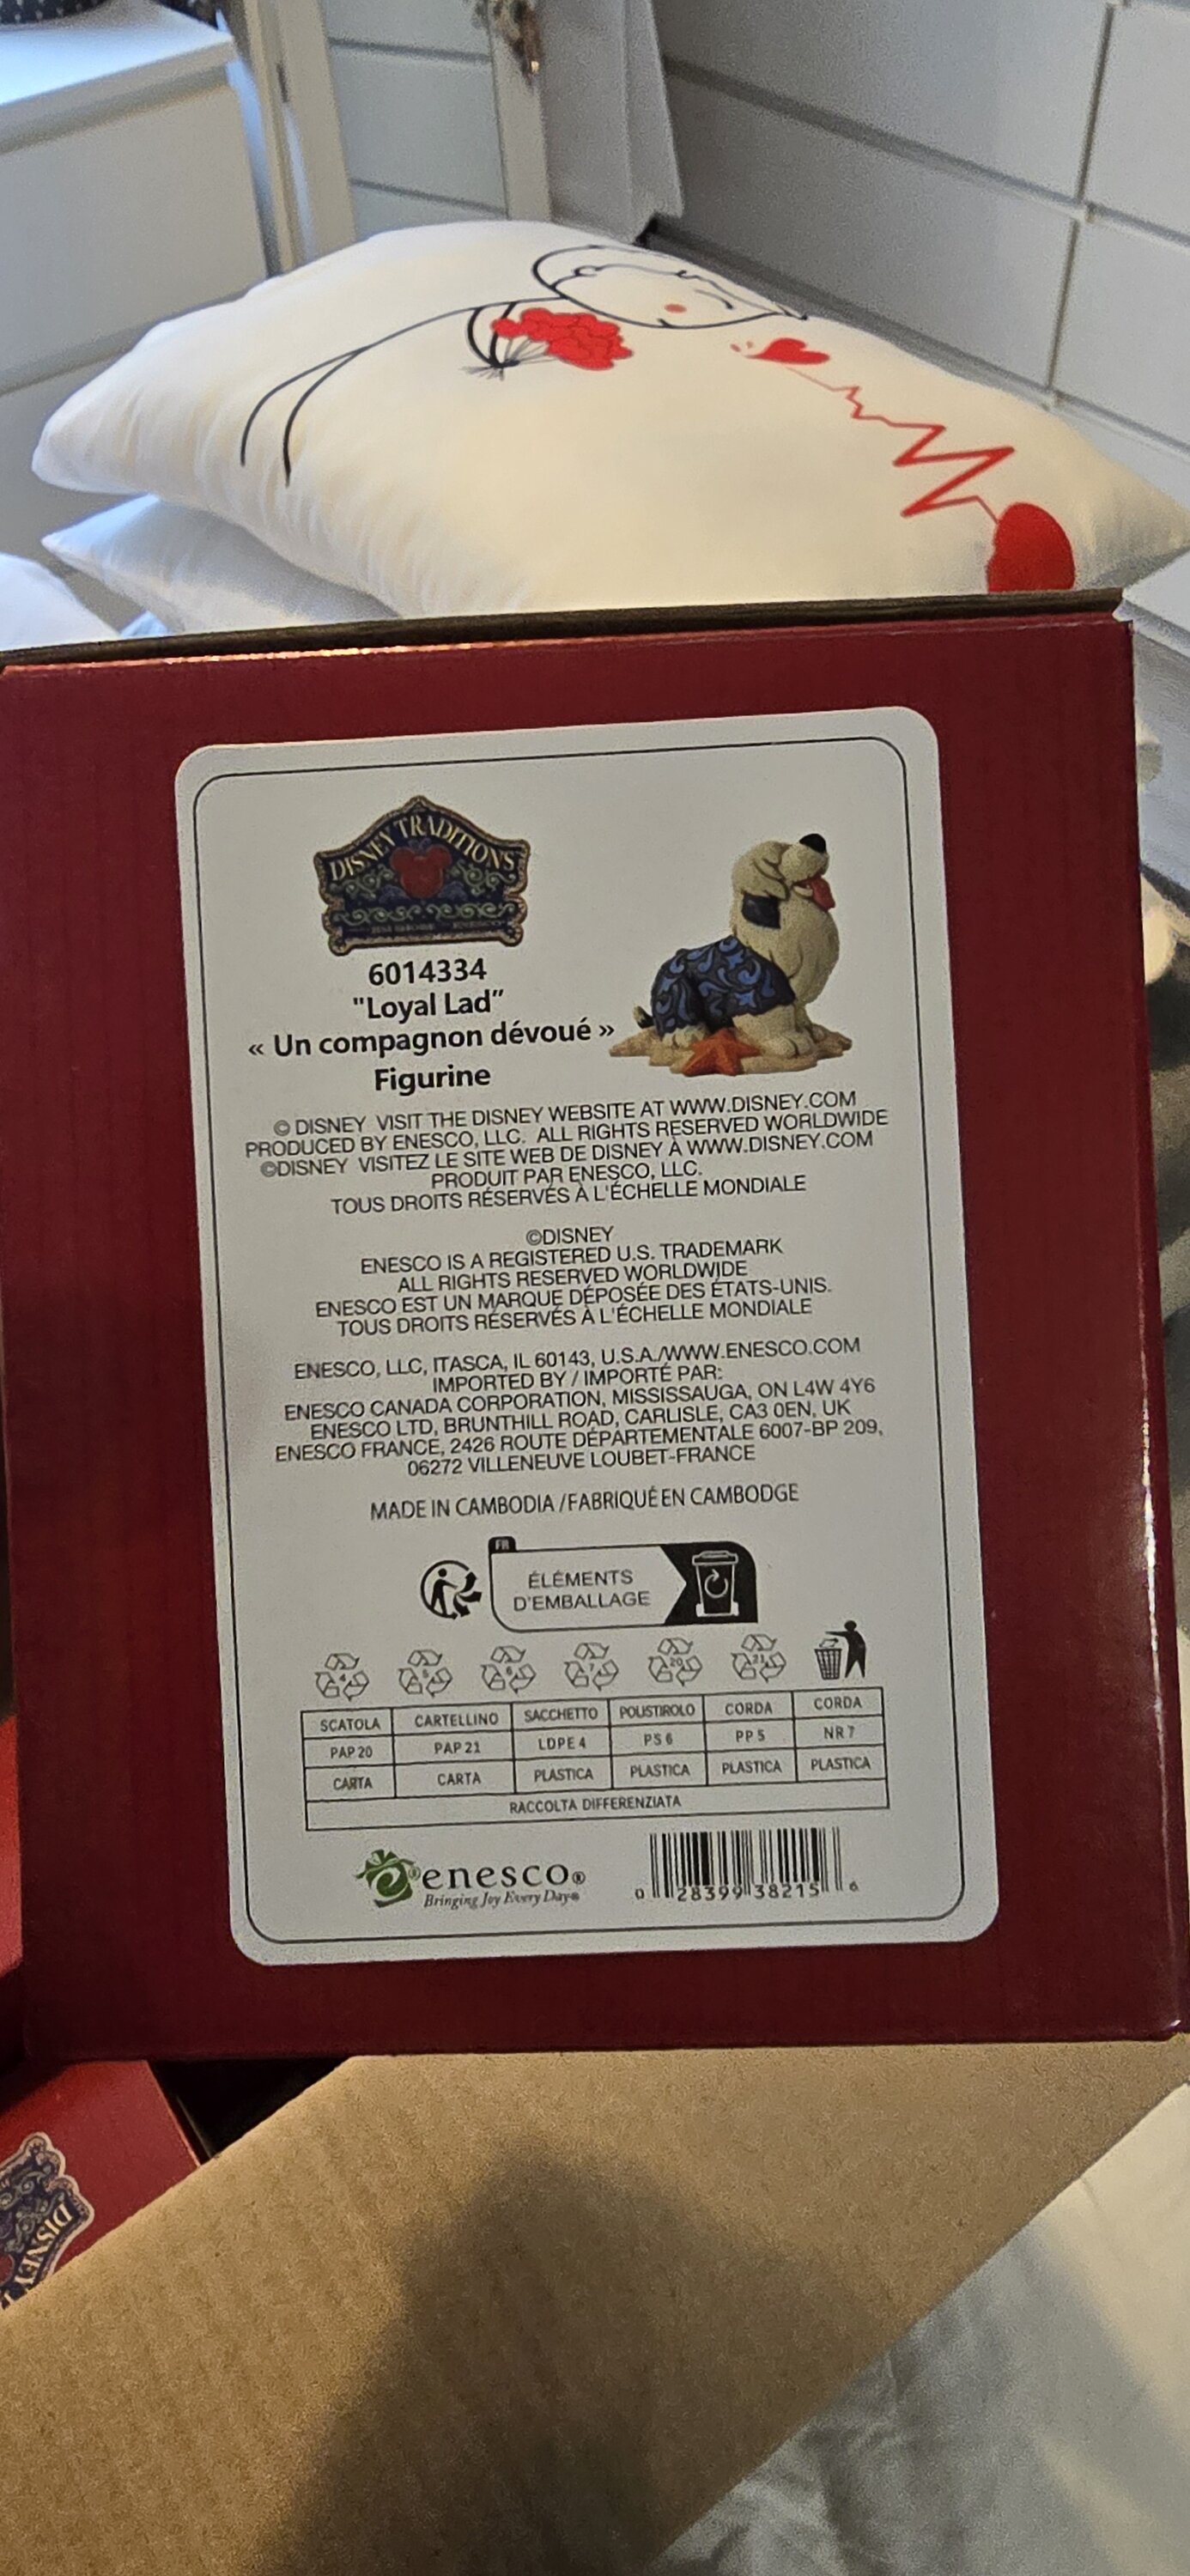 DISNEY TRADITIONS
6014334
"Loyal Lad"
« Un compagnon dévoué »
Figurine
© DISNEY VISIT THE DISNEY WEBSITE AT WWW.DISNEY.COM
PRODUCED BY ENESCO, LLC. ALL RIGHTS RESERVED WORLDWIDE
©DISNEY VISITEZ LE SITE WEB DE DISNEY À WWW.DISNEY.COM
PRODUIT PAR ENESCO, LLC.
TOUS DROITS RÉSERVÉS À L'ÉCHELLE MONDIALE
©DISNEY
ENESCO IS A REGISTERED U.S. TRADEMARK
ALL RIGHTS RESERVED WORLDWIDE
ENESCO EST UN MARQUE DÉPOSÉE DES ÉTATS-UNIS.
TOUS DROITS RÉSERVÉS À L'ÉCHELLE MONDIALE
ENESCO, LLC, ITASCA, IL 60143, U.S.A./WWW.ENESCO.COM
IMPORTED BY / IMPORTÉ PAR:
ENESCO CANADA CORPORATION, MISSISSAUGA, ON L4W 4Y6
ENESCO LTD, BRUNTHILL ROAD, CARLISLE, CA3 0EN, UK
ENESCO FRANCE, 2426 ROUTE DÉPARTEMENTALE 6007-BP 209,
06272 VILLENEUVE LOUBET-FRANCE
MADE IN CAMBODIA / FABRIQUÉ EN CAMBODGE
FR
ÉLÉMENTS
D'EMBALLAGE
4 5 6 7 20 21
SCATOLA CARTELLINO SACCHETTO POLISTIROLO CORDA CORDA
PAP 20 PAP 21 LDPE 4 PS 6 PP 5 NR 7
CARTA CARTA PLASTICA PLASTICA PLASTICA PLASTICA
RACCOLTA DIFFERENZIATA
enesco®
Bringing Joy Every Day®
0 28399 38215 6
DISNEY